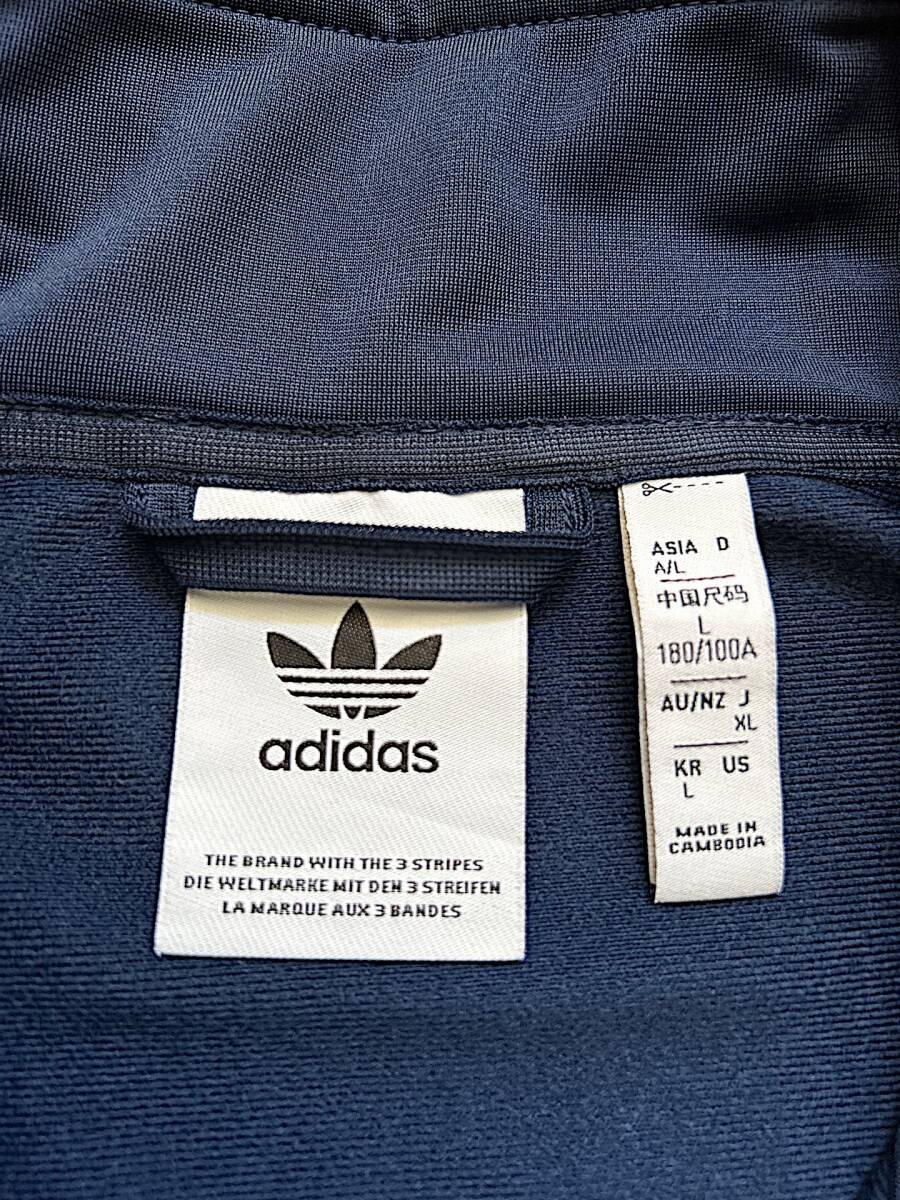 adidas
THE BRAND WITH THE 3 STRIPES
DIE WELTMARKE MIT DEN 3 STREIFEN
LA MARQUE AUX 3 BANDES
ASIA D
A/L
中国尺码
L
180/100A
AU/NZ J
XL
KR US
L
MADE IN
CAMBODIA